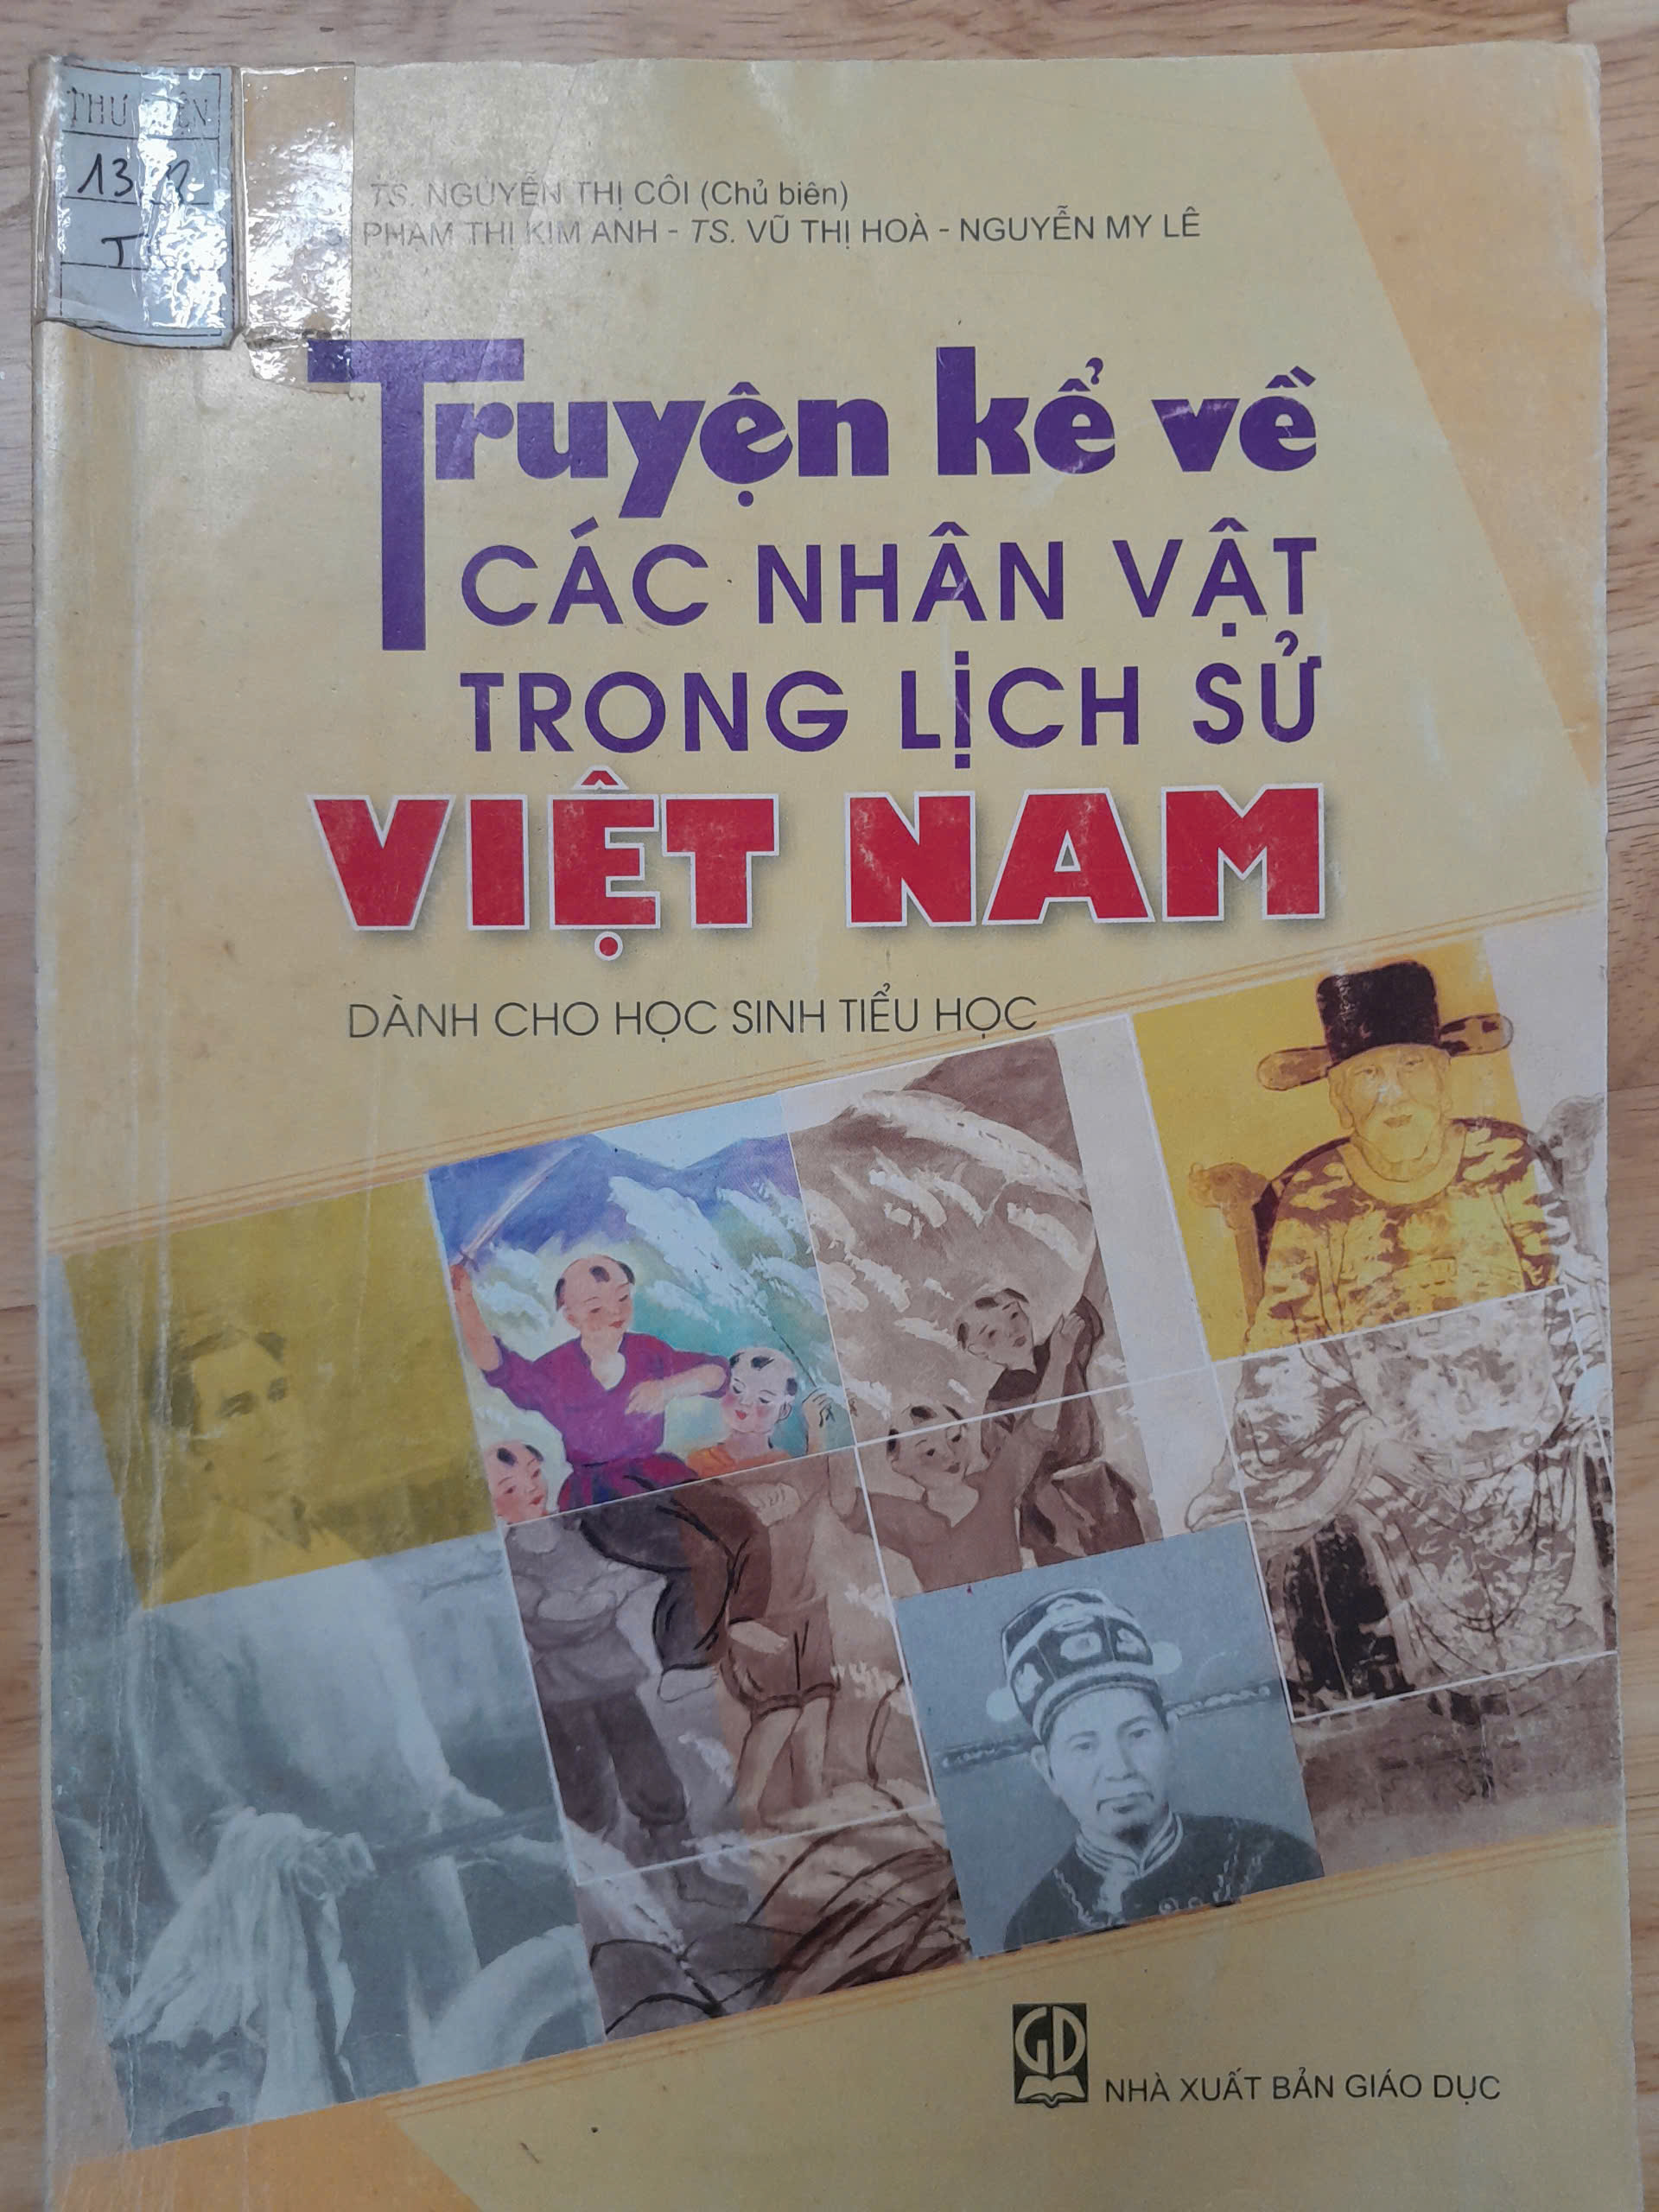 TS. NGUYỄN THỊ CÔI (Chủ biên)
PHẠM THỊ KIM ANH - TS. VŨ THỊ HOÀ - NGUYỄN MY LÊ
Truyện kể về
CÁC NHÂN VẬT
TRONG LỊCH SỬ
VIỆT NAM
DÀNH CHO HỌC SINH TIỂU HỌC
GD
NHÀ XUẤT BẢN GIÁO DỤC